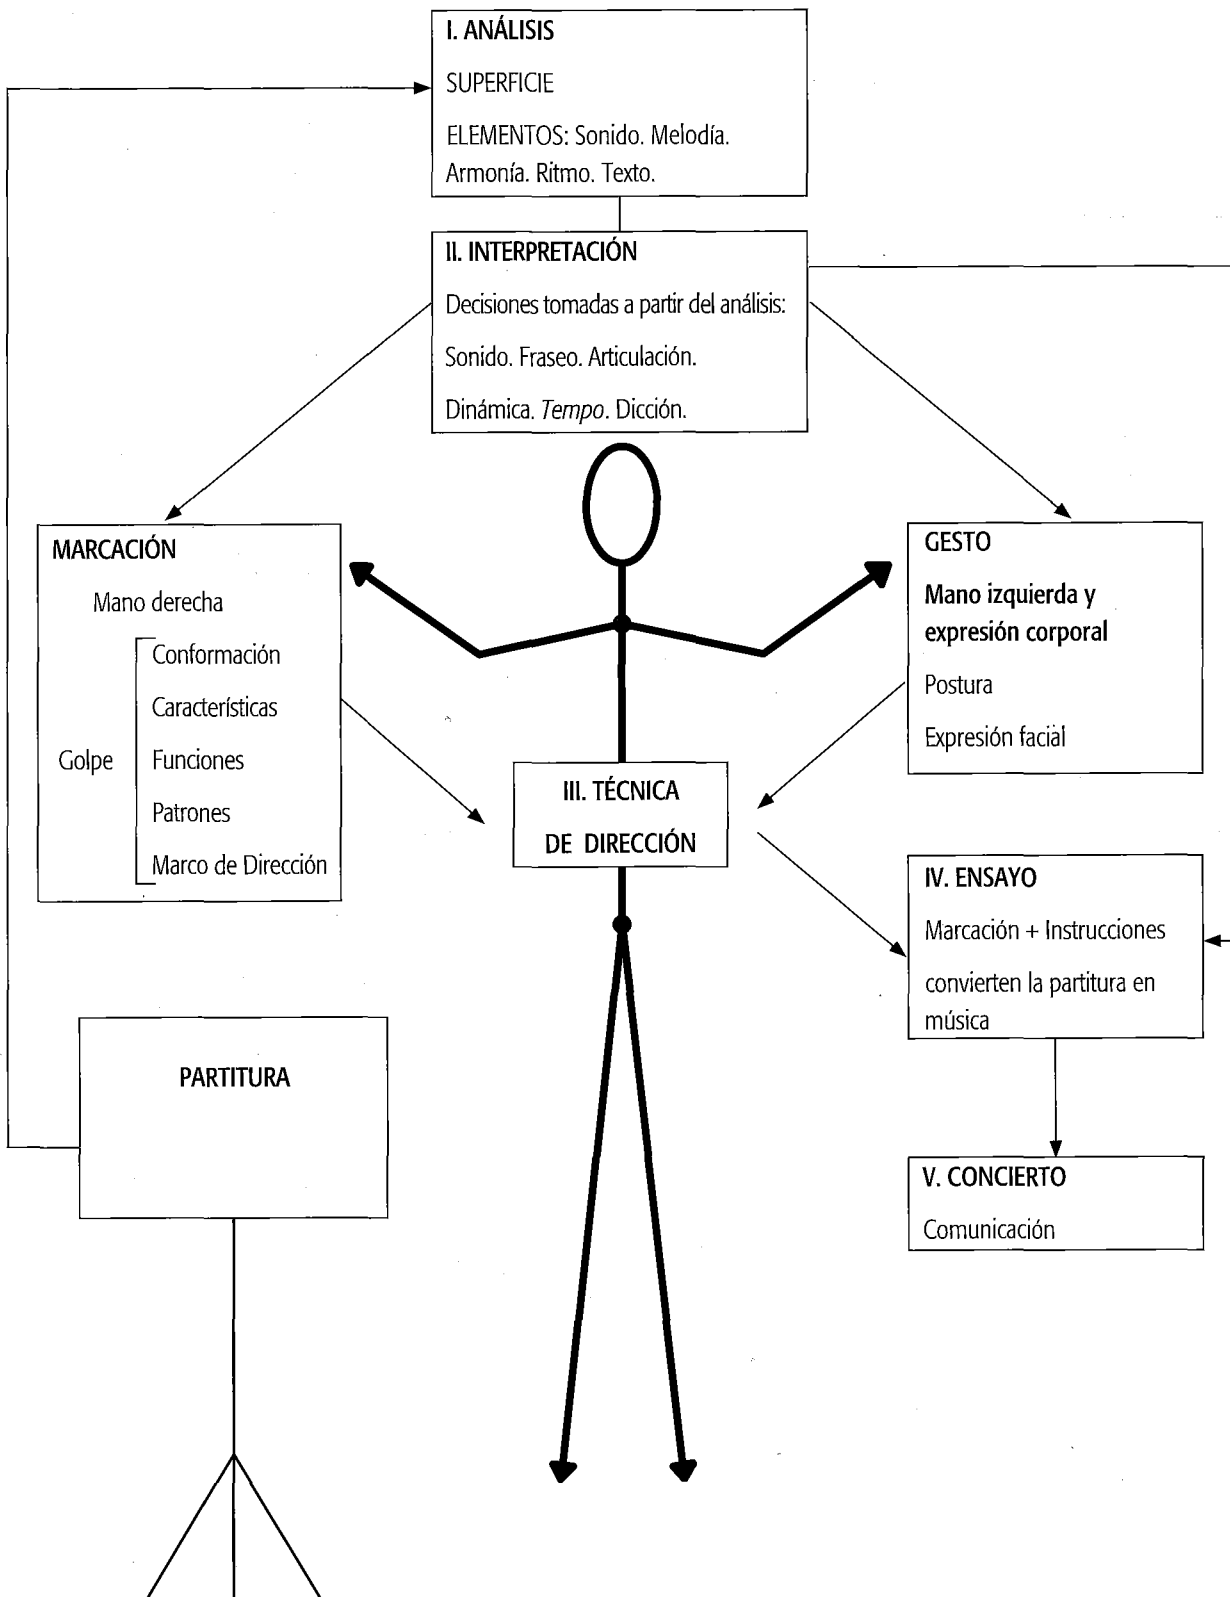 I. ANÁLISIS
SUPERFICIE
ELEMENTOS: Sonido. Melodía.
Armonía. Ritmo. Texto.
II. INTERPRETACIÓN
Decisiones tomadas a partir del análisis:
Sonido. Fraseo. Articulación.
Dinámica. Tempo. Dicción.
MARCACIÓN
Mano derecha
Golpe
Conformación
Características
Funciones
Patrones
Marco de Dirección
GESTO
Mano izquierda y
expresión corporal
Postura
Expresión facial
III. TÉCNICA
DE DIRECCIÓN
IV. ENSAYO
Marcación + Instrucciones
convierten la partitura en
música
PARTITURA
V. CONCIERTO
Comunicación